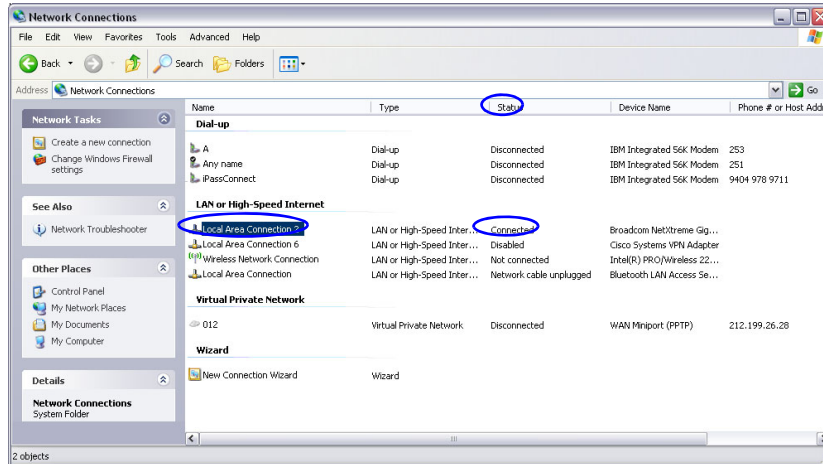 Network Connections
File Edit View Favorites Tools Advanced Help
Back Search Folders
Address Network Connections Go
Name Type Status Device Name Phone # or Host Addr
Network Tasks
Create a new connection
Change Windows Firewall
settings
See Also
Network Troubleshooter
Other Places
Control Panel
My Network Places
My Documents
My Computer
Details
Network Connections
System Folder
Dial-up
A Dial-up Disconnected IBM Integrated 56K Modem 253
Any name Dial-up Disconnected IBM Integrated 56K Modem 251
iPassConnect Dial-up Disconnected IBM Integrated 56K Modem 9404 978 9711
LAN or High-Speed Internet
Local Area Connection 2 LAN or High-Speed Inter... Connected Broadcom NetXtreme Gig...
Local Area Connection 6 LAN or High-Speed Inter... Disabled Cisco Systems VPN Adapter
Wireless Network Connection LAN or High-Speed Inter... Not connected Intel(R) PRO/Wireless 22...
Local Area Connection LAN or High-Speed Inter... Network cable unplugged Bluetooth LAN Access Se...
Virtual Private Network
012 Virtual Private Network Disconnected WAN Miniport (PPTP) 212.199.26.28
Wizard
New Connection Wizard Wizard
2 objects